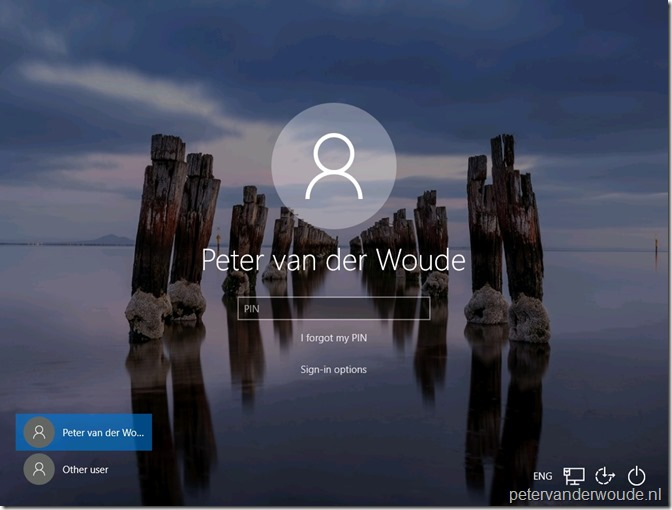 Peter van der Woude
PIN
I forgot my PIN
Sign-in options
Peter van der Wo...
Other user
ENG
petervanderwoude.nl